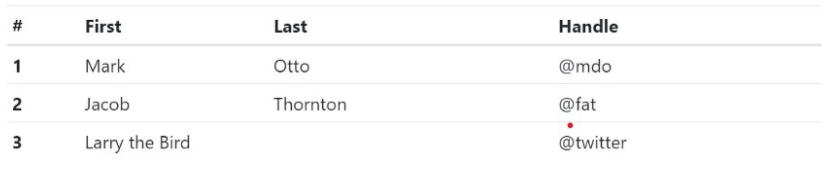 # First Last Handle
1 Mark Otto @mdo
2 Jacob Thornton @fat
3 Larry the Bird @twitter